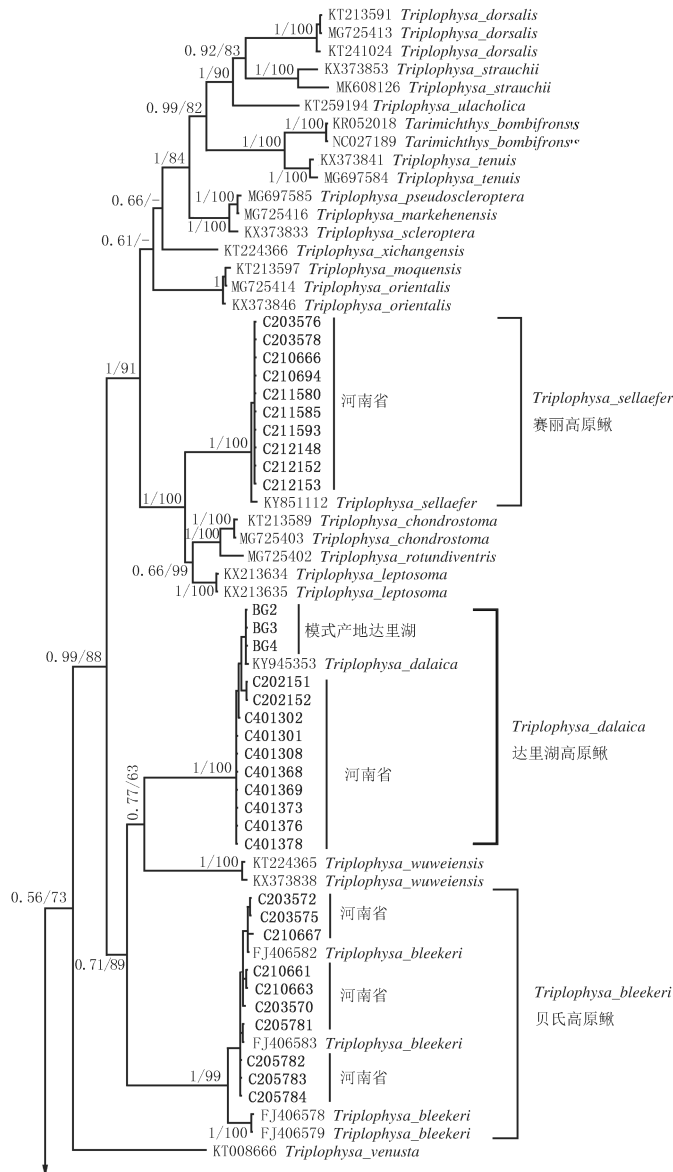 KT213591 Triplophysa_dorsalis
1/100
MG725413 Triplophysa_dorsalis
0.92/83
KT241024 Triplophysa_dorsalis
KX373853 Triplophysa_strauchii
1/90
1/100
MK608126 Triplophysa_strauchii
0.99/82
KT259194 Triplophysa_ulacholica
1/100
KR052018 Tarimichthys_bombifronsis
1/100
NC027189 Tarimichthys_bombifronsis
1/84
KX373841 Triplophysa_tenuis
1/100
MG697584 Triplophysa_tenuis
0.66/-
1/100
MG697585 Triplophysa_pseudoscleroptera
MG725416 Triplophysa_markehenensis
1/100
KX373833 Triplophysa_scleroptera
0.61/-
KT224366 Triplophysa_xichangensis
KT213597 Triplophysa_moquensis
1
MG725414 Triplophysa_orientalis
KX373846 Triplophysa_orientalis
C203576
C203578
C210666
1/91
C210694
C211580
河南省
Triplophysa_sellaefer
C211585
赛丽高原鳅
C211593
1/100
C212148
C212152
C212153
1/100
KY851112 Triplophysa_sellaefer
1/100
KT213589 Triplophysa_chondrostoma
1/100
MG725403 Triplophysa_chondrostoma
MG725402 Triplophysa_rotundiventris
0.66/99
KX213634 Triplophysa_leptosoma
1/100
KX213635 Triplophysa_leptosoma
BG2
BG3
模式产地达里湖
BG4
0.99/88
KY945353 Triplophysa_dalaica
C202151
C202152
C401302
C401301
Triplophysa_dalaica
C401308
达里湖高原鳅
1/100
C401368
河南省
C401369
0.77/63
C401373
C401376
C401378
1/100
KT224365 Triplophysa_wuweiensis
KX373838 Triplophysa_wuweiensis
0.56/73
C203572
C203575
河南省
C210667
FJ406582 Triplophysa_bleekeri
0.71/89
C210661
C210663
河南省
Triplophysa_bleekeri
C203570
贝氏高原鳅
C205781
FJ406583 Triplophysa_bleekeri
C205782
1/99
C205783
河南省
C205784
FJ406578 Triplophysa_bleekeri
1/100
FJ406579 Triplophysa_bleekeri
KT008666 Triplophysa_venusta